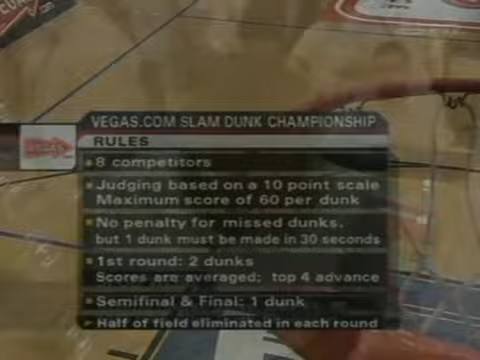 VEGAS.COM SLAM DUNK CHAMPIONSHIP
RULES
8 competitors
Judging based on a 10 point scale
Maximum score of 60 per dunk
No penalty for missed dunks,
but 1 dunk must be made in 30 seconds
1st round: 2 dunks
Scores are averaged: top 4 advance
Semifinal & Final: 1 dunk
Half of field eliminated in each round